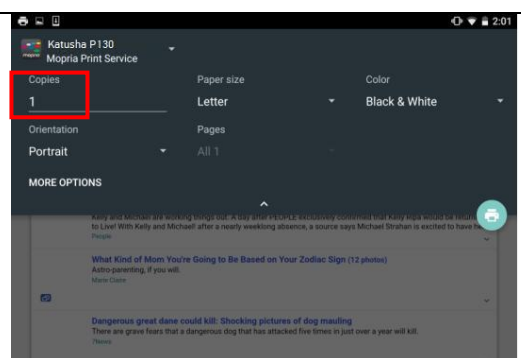 2:01
Katusha P130
mopria Mopria Print Service
Copies Paper size Color
1 Letter Black & White
Orientation Pages
Portrait All 1
MORE OPTIONS
Kelly and Michael are working things out. A day after PEOPLE exclusively confirmed that Kelly Ripa would be
to Live! With Kelly and Michael! after a nearly weeklong absence, a source says Michael Strahan is excited to have
People
What Kind of Mom You're Going to Be Based on Your Zodiac Sign (12 photos)
Astro-parenting, if you will.
Marie Claire
Dangerous great dane could kill: Shocking pictures of dog mauling
There are grave fears that a dangerous dog that has attacked five times in just over a year will kill.
7News